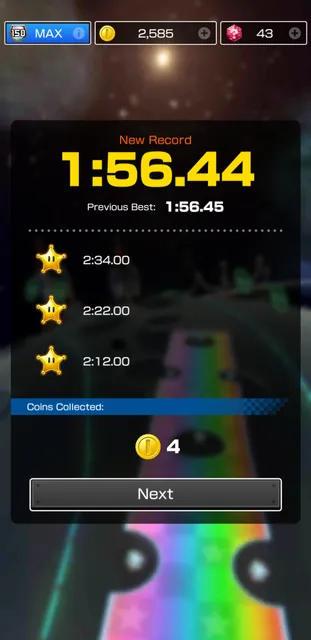 150 MAX i 2,585 + 43 +
New Record
1:56.44
Previous Best: 1:56.45
2:34.00
2:22.00
2:12.00
Coins Collected:
4
Next